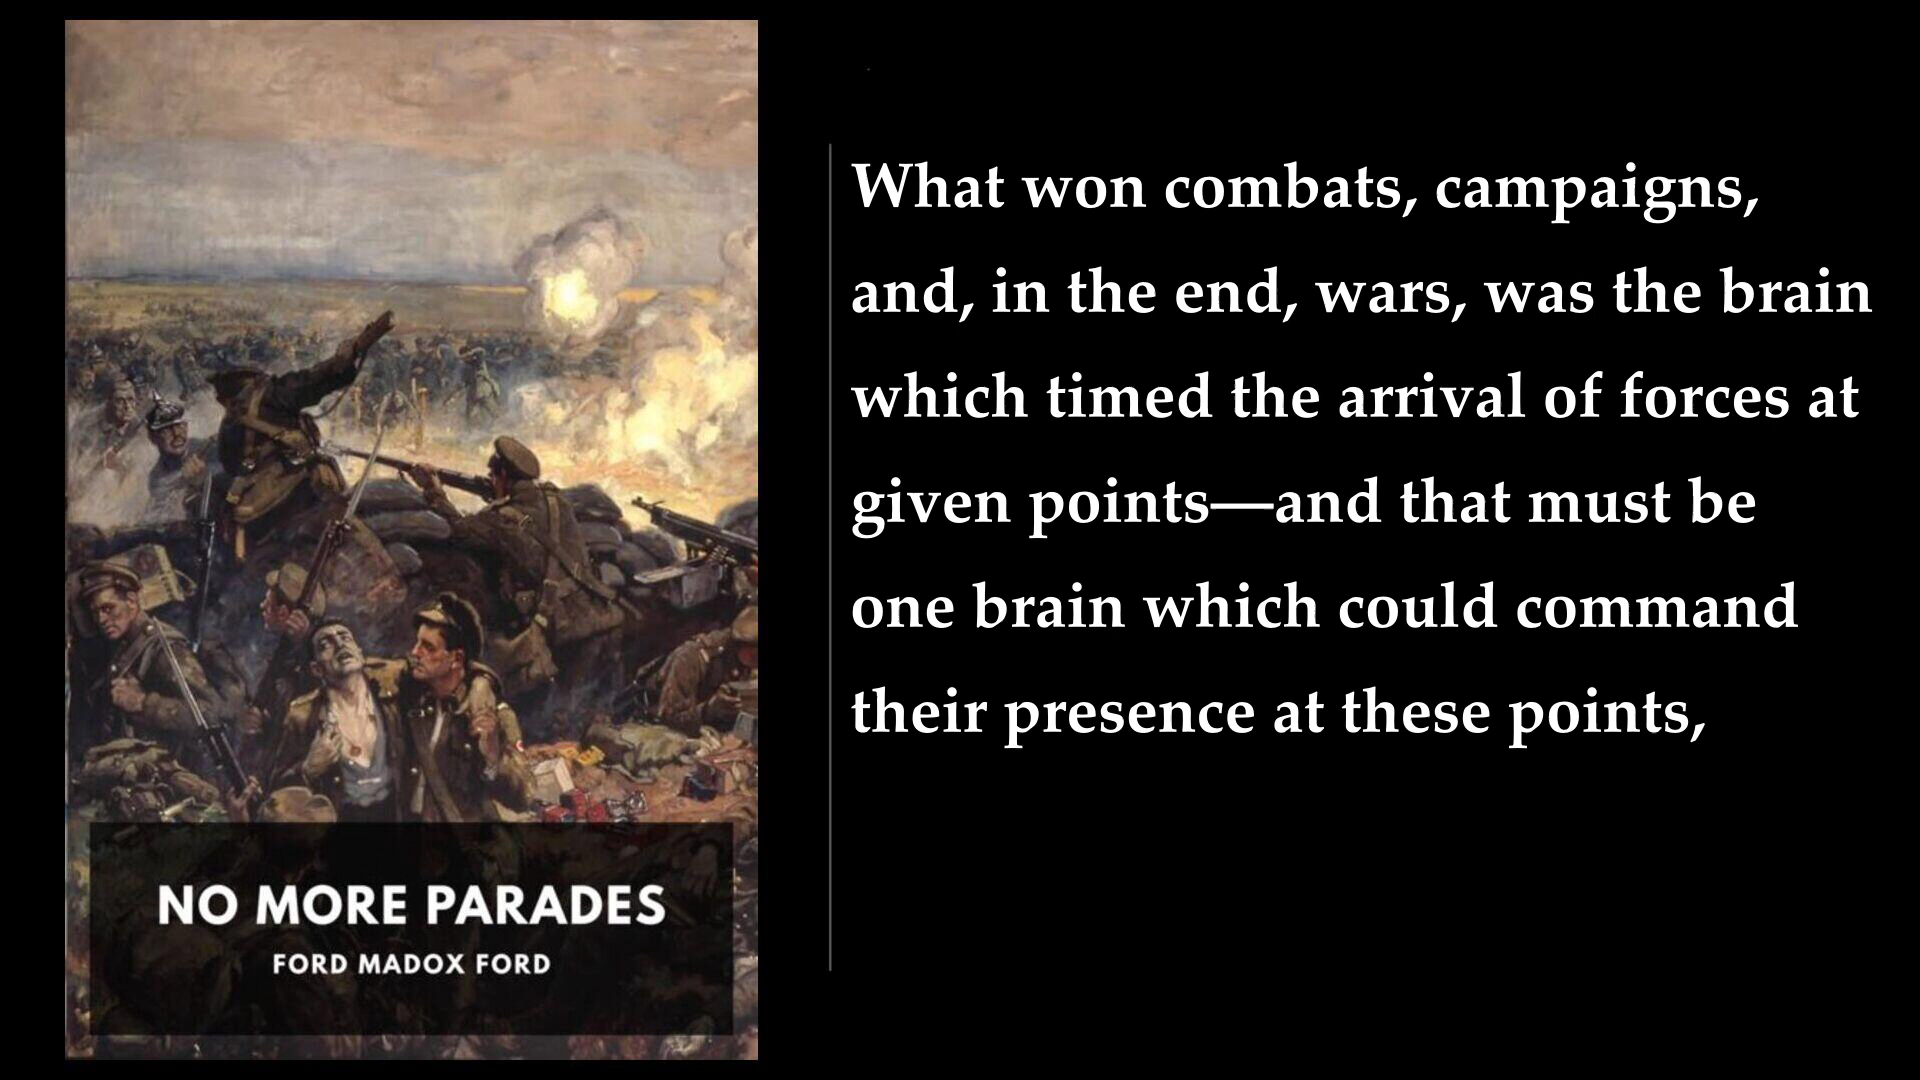 What won combats, campaigns,
and, in the end, wars, was the brain
which timed the arrival of forces at
given points—and that must be
one brain which could command
their presence at these points,
NO MORE PARADES
FORD MADOX FORD